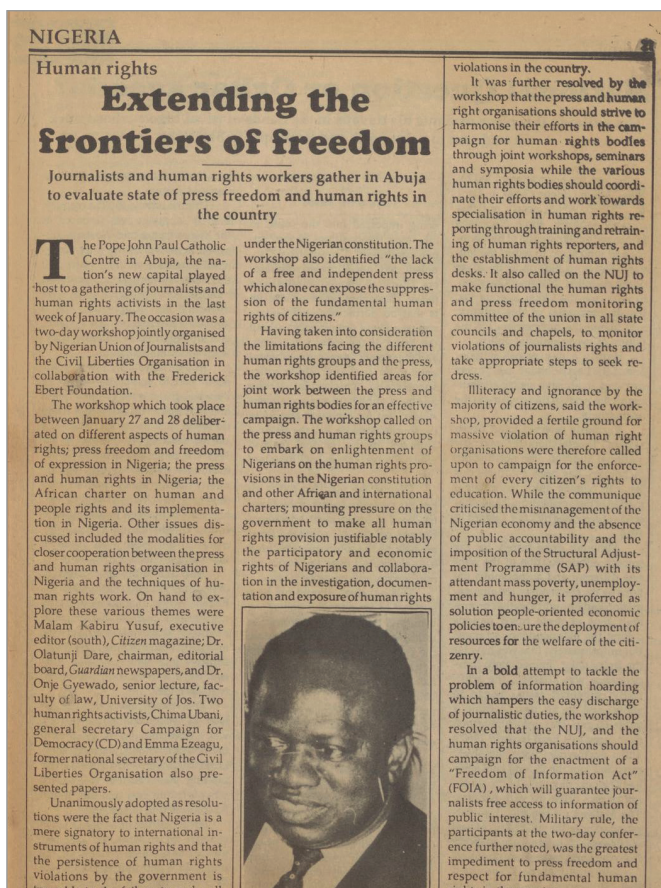 NIGERIA
Human rights
Extending the
frontiers of freedom
Journalists and human rights workers gather in Abuja
to evaluate state of press freedom and human rights in
the country
The Pope John Paul Catholic
Centre in Abuja, the na-
tion's new capital played
host to a gathering of journalists and
human rights activists in the last
week of January. The occasion was a
two-day workshop jointly organised
by Nigerian Union of Journalists and
the Civil Liberties Organisation in
collaboration with the Frederick
Ebert Foundation.
The workshop which took place
between January 27 and 28 deliber-
ated on different aspects of human
rights; press freedom and freedom
of expression in Nigeria; the press
and human rights in Nigeria; the
African charter on human and
people rights and its implementa-
tion in Nigeria. Other issues dis-
cussed included the modalities for
closer cooperation between the press
and human rights organisation in
Nigeria and the techniques of hu-
man rights work. On hand to ex-
plore these various themes were
Malam Kabiru Yusuf, executive
editor (south), Citizen magazine; Dr.
Olatunji Dare, chairman, editorial
board, Guardian newspapers, and Dr.
Onje Gyewado, senior lecture, fac-
ulty of law, University of Jos. Two
human rights activists, Chima Ubani,
general secretary Campaign for
Democracy (CD) and Emma Ezeagu,
former national secretary of the Civil
Liberties Organisation also pre-
sented papers.
Unanimously adopted as resolu-
tions were the fact that Nigeria is a
mere signatory to international in-
struments of human rights and that
the persistence of human rights
violations by the government is
under the Nigerian constitution. The
workshop also identified "the lack
of a free and independent press
which alone can expose the suppres-
sion of the fundamental human
rights of citizens."
Having taken into consideration
the limitations facing the different
human rights groups and the press,
the workshop identified areas for
joint work between the press and
human rights bodies for an effective
campaign. The workshop called on
the press and human rights groups
to embark on enlightenment of
Nigerians on the human rights pro-
visions in the Nigerian constitution
and other African and international
charters; mounting pressure on the
government to make all human
rights provision justifiable notably
the participatory and economic
rights of Nigerians and collabora-
tion in the investigation, documen-
tation and exposure of human rights
violations in the country.
It was further resolved by the
workshop that the press and human
right organisations should strive to
harmonise their efforts in the cam-
paign for human rights bodies
through joint workshops, seminars
and symposia while the various
human rights bodies should coordi-
nate their efforts and work towards
specialisation in human rights re-
porting through training and retrain-
ing of human rights reporters, and
the establishment of human rights
desks. It also called on the NUJ to
make functional the human rights
and press freedom monitoring
committee of the union in all state
councils and chapels, to monitor
violations of journalists rights and
take appropriate steps to seek re-
dress.
Illiteracy and ignorance by the
majority of citizens, said the work-
shop, provided a fertile ground for
massive violation of human right
organisations were therefore called
upon to campaign for the enforce-
ment of every citizen's rights to
education. While the communique
criticised the misnanagement of the
Nigerian economy and the absence
of public accountability and the
imposition of the Structural Adjust-
ment Programme (SAP) with its
attendant mass poverty, unemploy-
ment and hunger, it proferred as
solution people-oriented economic
policies to en:ure the deployment of
resources for the welfare of the citi-
zenry.
In a bold attempt to tackle the
problem of information hoarding
which hampers the easy discharge
of journalistic duties, the workshop
resolved that the NUJ, and the
human rights organisations should
campaign for the enactment of a
"Freedom of Information Act"
(FOIA) , which will guarantee jour-
nalists free access to information of
public interest. Military rule, the
participants at the two-day confer-
ence further noted, was the greatest
impediment to press freedom and
respect for fundamental human